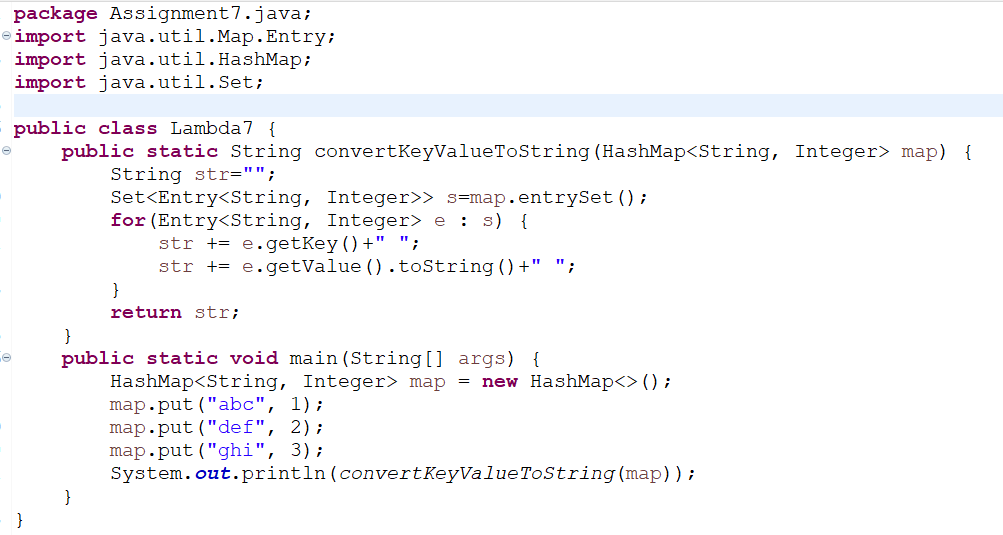 package Assignment7.java;
import java.util.Map.Entry;
import java.util.HashMap;
import java.util.Set;

public class Lambda7 {
    public static String convertKeyValueToString(HashMap<String, Integer> map) {
        String str="";
        Set<Entry<String, Integer>> s=map.entrySet();
        for(Entry<String, Integer> e : s) {
            str += e.getKey()+" ";
            str += e.getValue().toString()+" ";
        }
        return str;
    }
    public static void main(String[] args) {
        HashMap<String, Integer> map = new HashMap<>();
        map.put("abc", 1);
        map.put("def", 2);
        map.put("ghi", 3);
        System.out.println(convertKeyValueToString(map));
    }
}